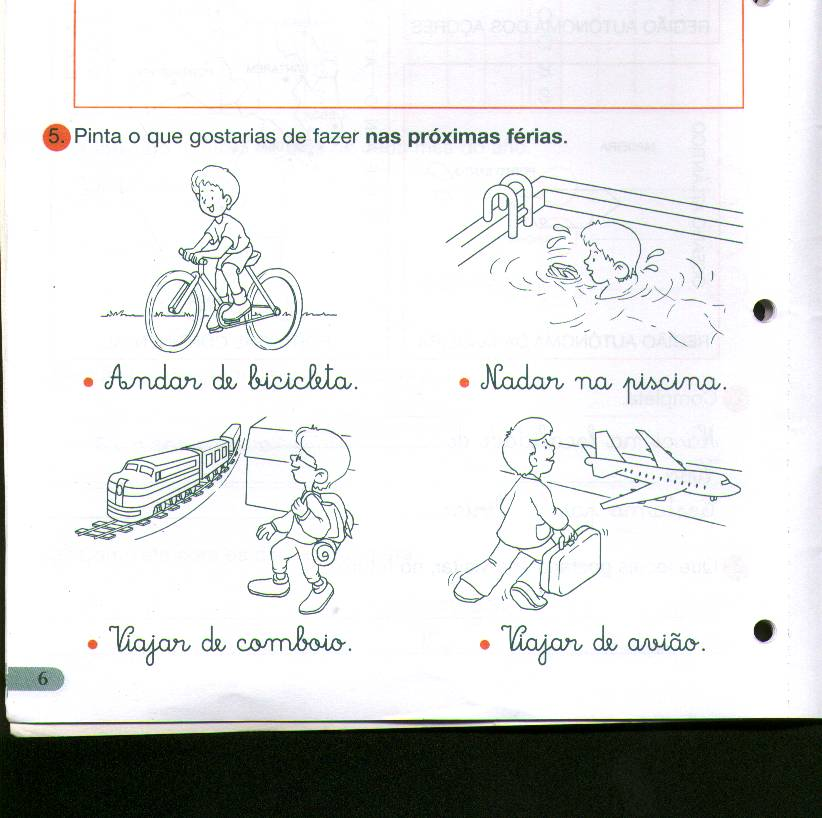 5. Pinta o que gostarias de fazer nas próximas férias.
Andar de bicicleta.
Nadar na piscina.
Viajar de comboio.
Viajar de avião.
6